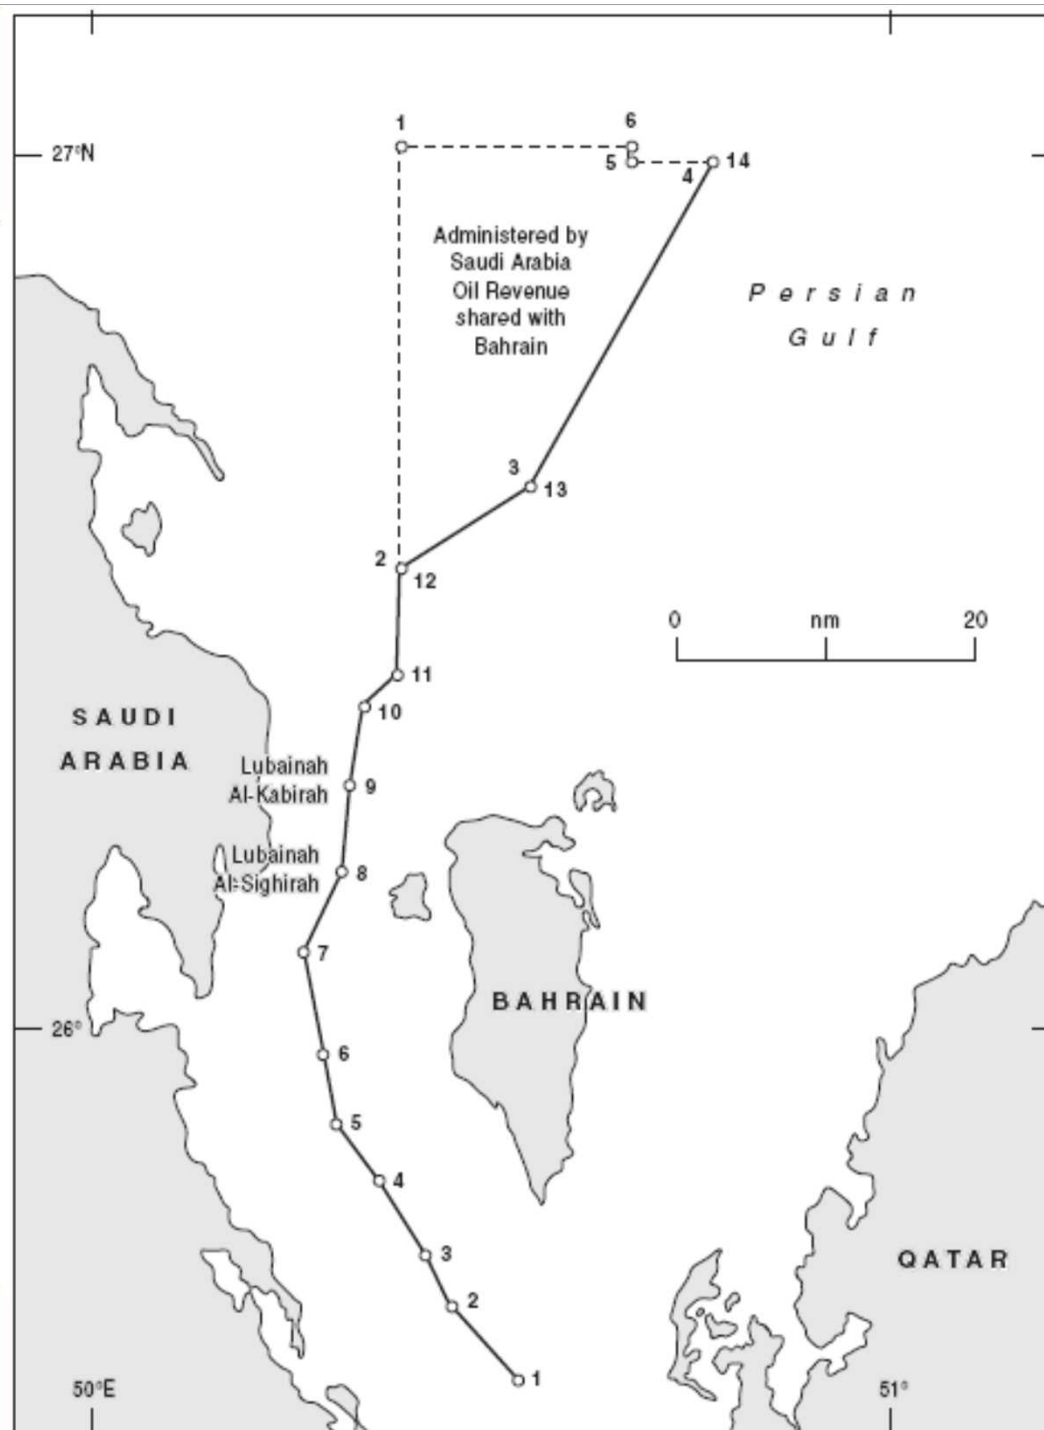 1
6
27°N
5
4
14
Administered by
Saudi Arabia
Oil Revenue
shared with
Bahrain
Persian
Gulf
3
13
2
12
0
nm
20
11
10
SAUDI
ARABIA
Lubainah
Al-Kabirah
9
Lubainah
Al-Sighirah
8
7
BAHRAIN
26°
6
5
4
3
QATAR
2
1
50°E
51°